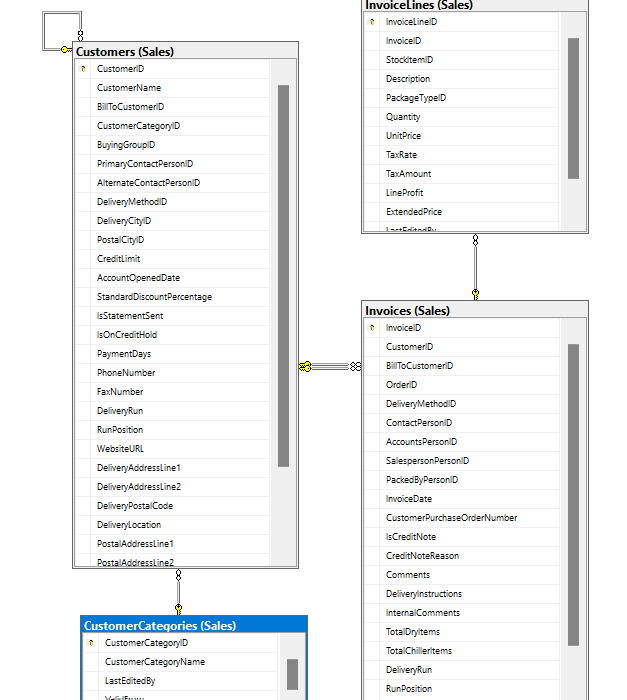 InvoiceLines (Sales)
InvoiceLineID
InvoiceID
StockItemID
Description
PackageTypeID
Quantity
UnitPrice
TaxRate
TaxAmount
LineProfit
ExtendedPrice
LastEditedBy
Customers (Sales)
CustomerID
CustomerName
BillToCustomerID
CustomerCategoryID
BuyingGroupID
PrimaryContactPersonID
AlternateContactPersonID
DeliveryMethodID
DeliveryCityID
PostalCityID
CreditLimit
AccountOpenedDate
StandardDiscountPercentage
IsStatementSent
IsOnCreditHold
PaymentDays
PhoneNumber
FaxNumber
DeliveryRun
RunPosition
WebsiteURL
DeliveryAddressLine1
DeliveryAddressLine2
DeliveryPostalCode
DeliveryLocation
PostalAddressLine1
PostalAddressLine2
Invoices (Sales)
InvoiceID
CustomerID
BillToCustomerID
OrderID
DeliveryMethodID
ContactPersonID
AccountsPersonID
SalespersonPersonID
PackedByPersonID
InvoiceDate
CustomerPurchaseOrderNumber
IsCreditNote
CreditNoteReason
Comments
DeliveryInstructions
InternalComments
TotalDryItems
TotalChillerItems
DeliveryRun
RunPosition
CustomerCategories (Sales)
CustomerCategoryID
CustomerCategoryName
LastEditedBy
ValidFrom